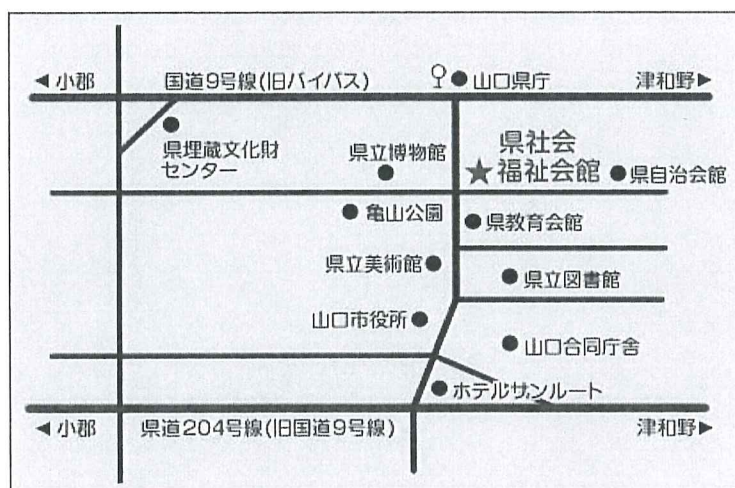 ◀小郡 国道9号線(旧バイパス) 山口県庁 津和野▶
県埋蔵文化財
センター
県立博物館
県社会
福祉会館
県自治会館
亀山公園
県教育会館
県立美術館
県立図書館
山口市役所
山口合同庁舎
ホテルサンルート
◀小郡 県道204号線(旧国道9号線) 津和野▶